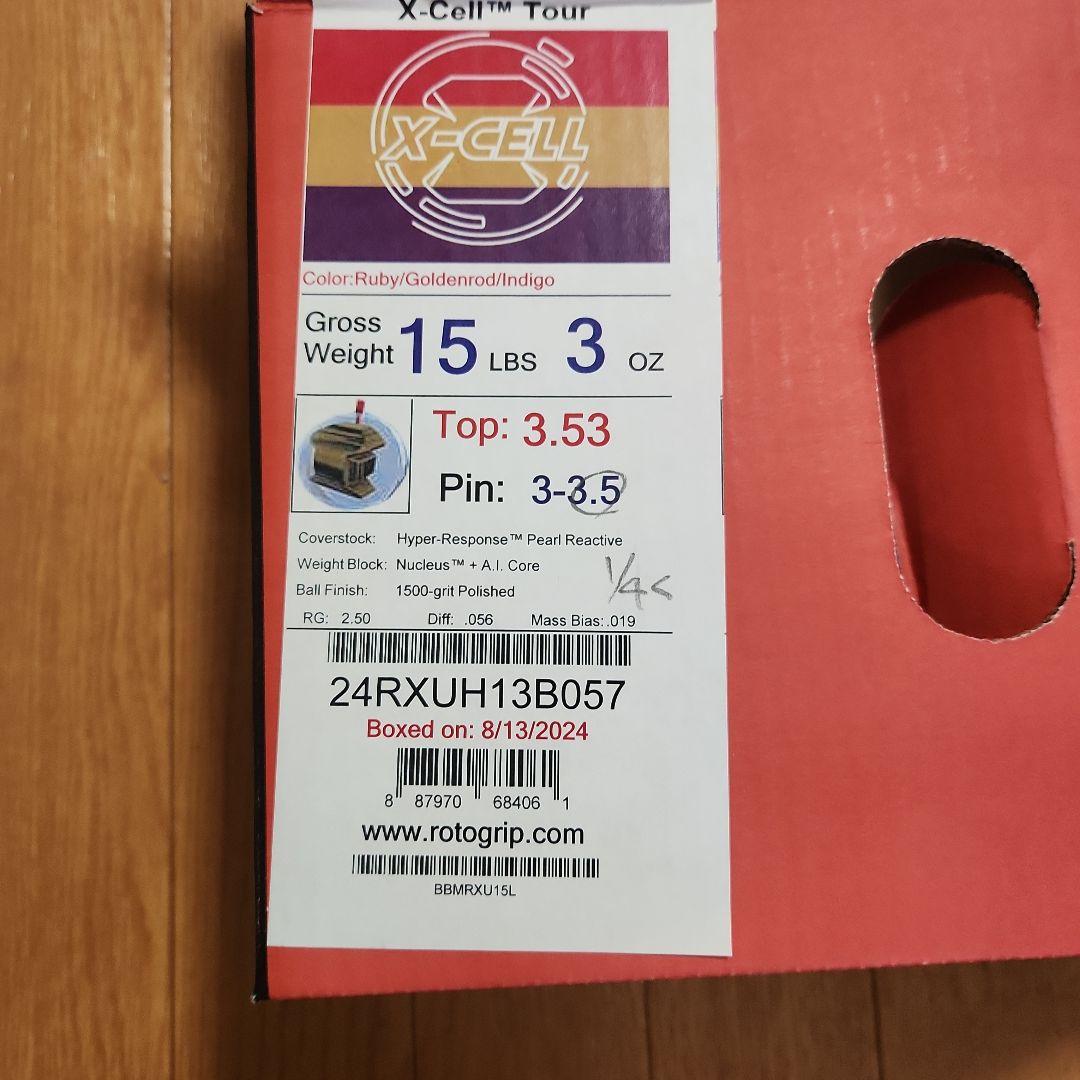 X-Cell™ Tour
X-CELL
Color:Ruby/Goldenrod/Indigo
Gross Weight 15 LBS 3 OZ
Top: 3.53
Pin: 3-3.5
Coverstock: Hyper-Response™ Pearl Reactive
Weight Block: Nucleus™ + A.I. Core
1/4<
Ball Finish: 1500-grit Polished
RG: 2.50 Diff: .056 Mass Bias: .019
24RXUH13B057
Boxed on: 8/13/2024
8 87970 68406 1
www.rotogrip.com
BBMRXU15L